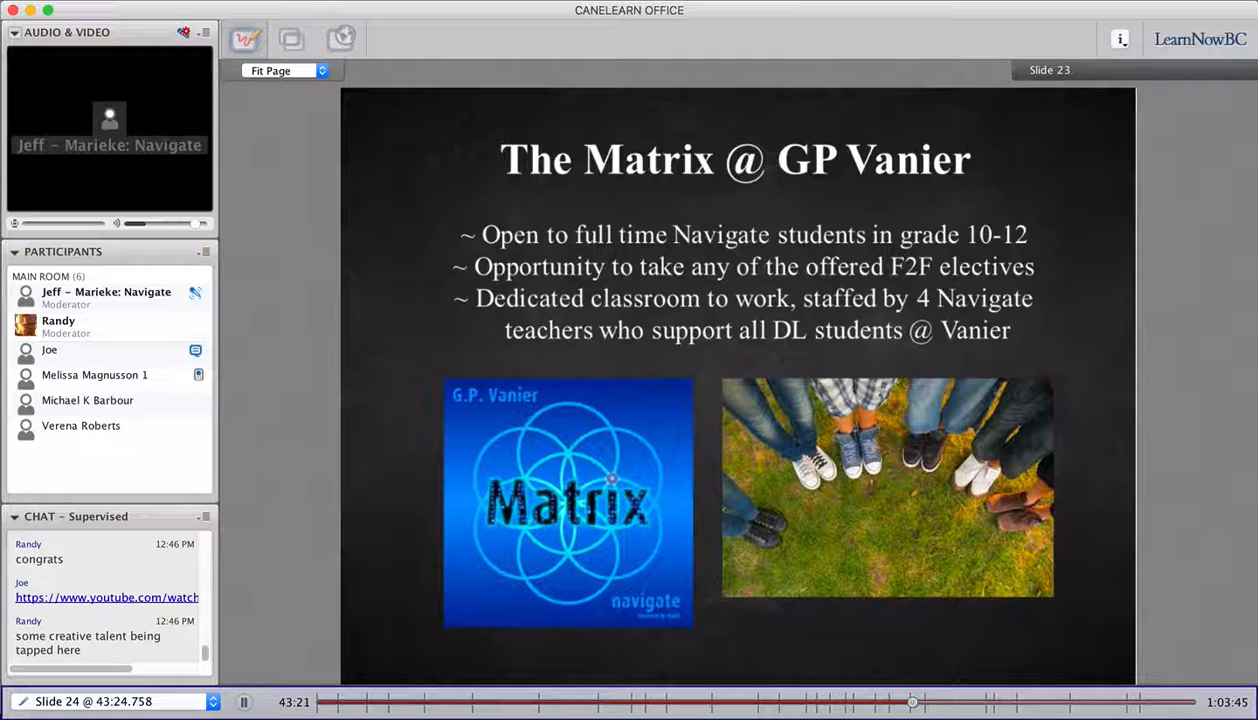 CANELEARN OFFICE
AUDIO & VIDEO
Jeff - Marieke: Navigate
PARTICIPANTS
MAIN ROOM (6)
Jeff - Marieke: Navigate
Moderator
Randy
Moderator
Joe
Melissa Magnusson 1
Michael K Barbour
Verena Roberts
CHAT - Supervised
Randy 12:46 PM
congrats
Joe
https://www.youtube.com/watch
Randy 12:46 PM
some creative talent being
tapped here
Fit Page
i
LearnNowBC
Slide 23
The Matrix @ GP Vanier
~ Open to full time Navigate students in grade 10-12
~ Opportunity to take any of the offered F2F electives
~ Dedicated classroom to work, staffed by 4 Navigate
teachers who support all DL students @ Vanier
G.P. Vanier
Matrix
navigate
Slide 24 @ 43:24.758
43:21
1:03:45